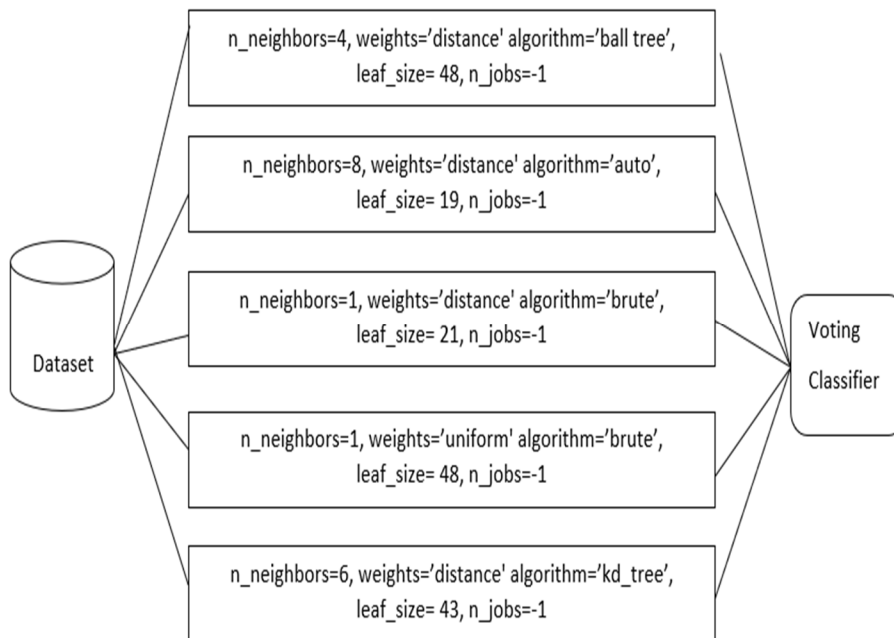 n_neighbors=4, weights=’distance' algorithm=’ball tree’,
leaf_size= 48, n_jobs=-1
n_neighbors=8, weights=’distance' algorithm=’auto’,
leaf_size= 19, n_jobs=-1
n_neighbors=1, weights=’distance' algorithm=’brute’,
leaf_size= 21, n_jobs=-1
n_neighbors=1, weights=’uniform' algorithm=’brute’,
leaf_size= 48, n_jobs=-1
n_neighbors=6, weights=’distance' algorithm=’kd_tree’,
leaf_size= 43, n_jobs=-1
Dataset
Voting
Classifier